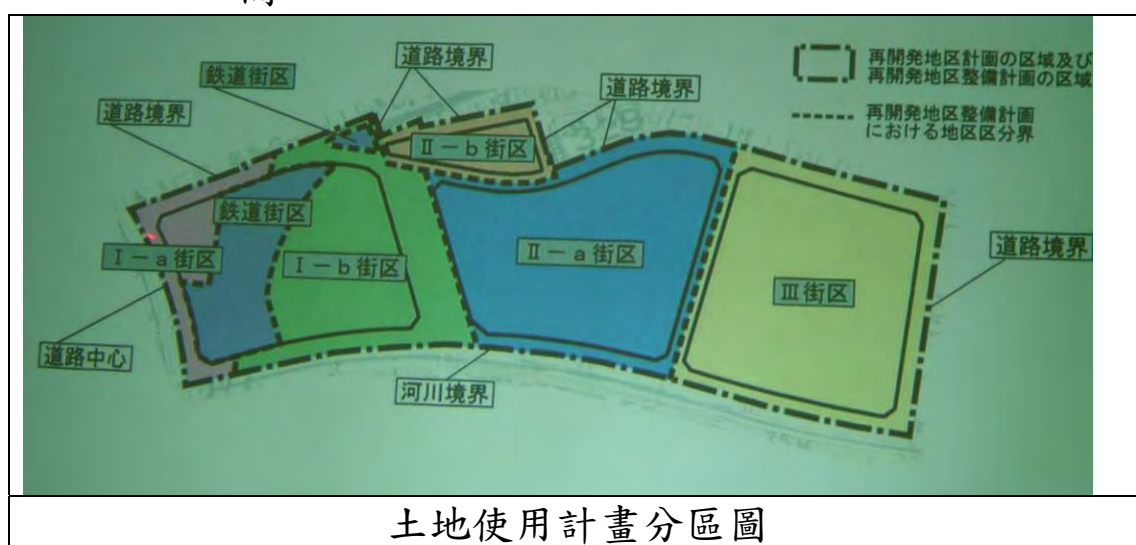 道路境界
鉄道街区
道路境界
道路境界
再開発地区計画の区域及び
再開発地区整備計画の区域
再開発地区整備計画
における地区区分界
Ⅱ－b街区
鉄道街区
Ⅰ－a街区
Ⅰ－b街区
Ⅱ－a街区
Ⅲ街区
道路境界
道路中心
河川境界
土地使用計畫分區圖